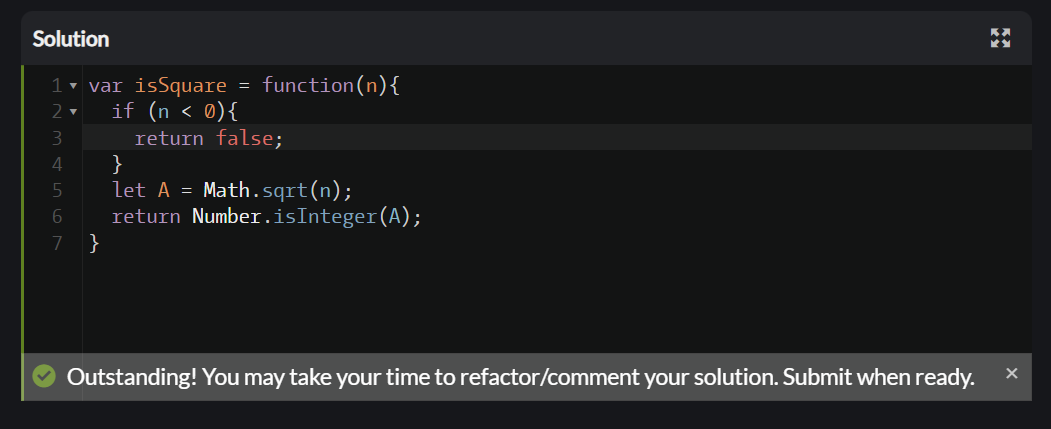 Solution
1 var isSquare = function(n){
2   if (n < 0){
3     return false;
4   }
5   let A = Math.sqrt(n);
6   return Number.isInteger(A);
7 }
Outstanding! You may take your time to refactor/comment your solution. Submit when ready.